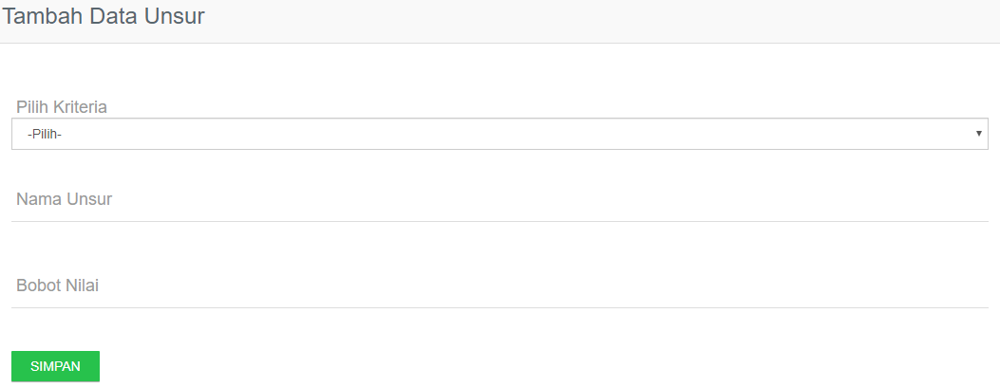 Tambah Data Unsur
Pilih Kriteria
-Pilih-
Nama Unsur
Bobot Nilai
SIMPAN